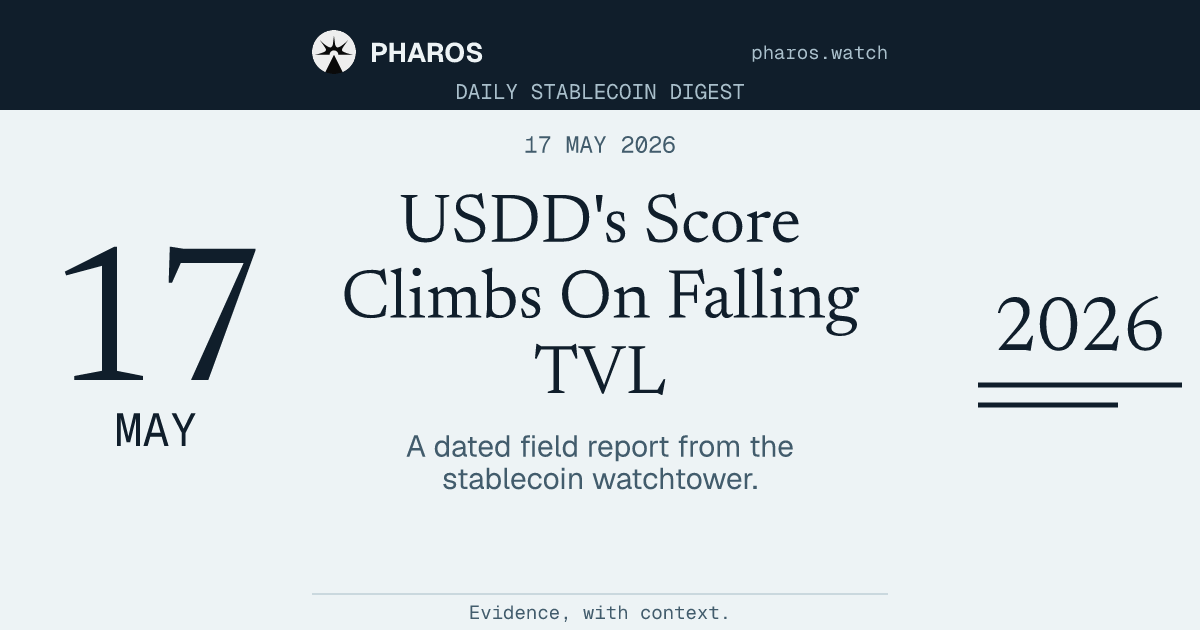 PHAROS
pharos.watch
DAILY STABLECOIN DIGEST
17 MAY 2026
USDD's Score
Climbs On Falling
TVL
A dated field report from the
stablecoin watchtower.
17
MAY
2026
Evidence, with context.